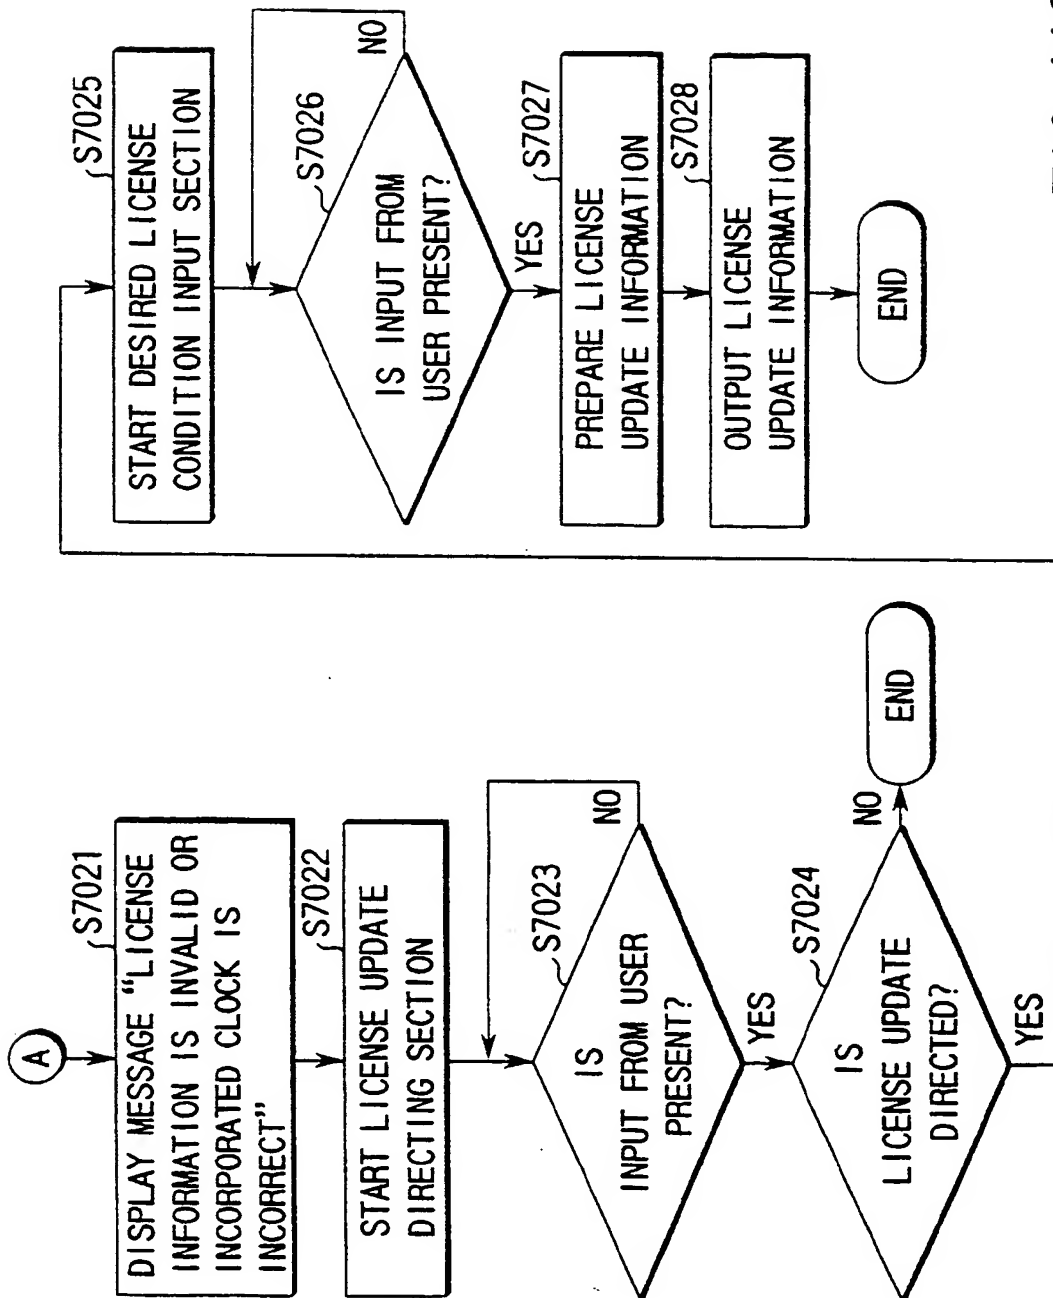 A
S7021
DISPLAY MESSAGE "LICENSE
INFORMATION IS INVALID OR
INCORPORATED CLOCK IS
INCORRECT"
S7022
START LICENSE UPDATE
DIRECTING SECTION
S7023
IS
INPUT FROM USER
PRESENT?
NO
YES
S7024
IS
LICENSE UPDATE
DIRECTED?
NO
END
YES
S7025
START DESIRED LICENSE
CONDITION INPUT SECTION
S7026
IS INPUT FROM
USER PRESENT?
NO
YES
S7027
PREPARE LICENSE
UPDATE INFORMATION
S7028
OUTPUT LICENSE
UPDATE INFORMATION
END